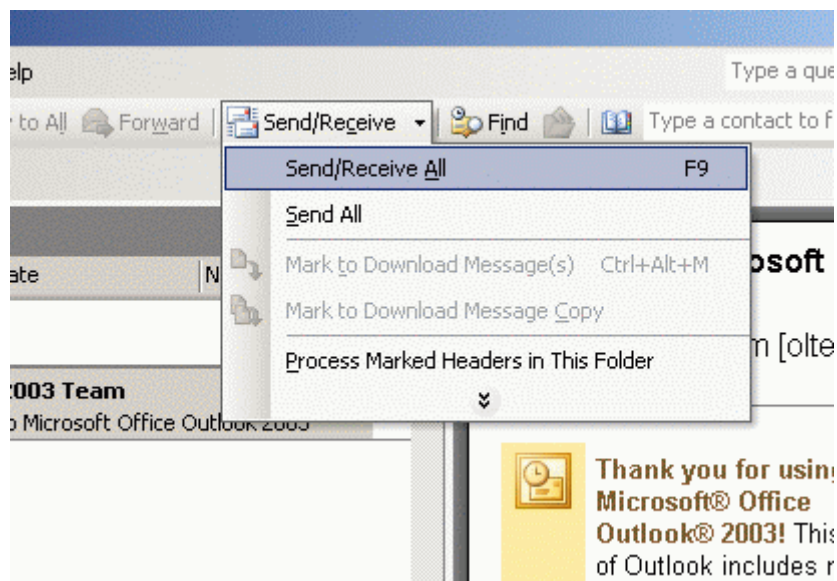 elp
Type a que
to All Forward Send/Receive Find Type a contact to f
Send/Receive All F9
Send All
Mark to Download Message(s) Ctrl+Alt+M
Mark to Download Message Copy
Process Marked Headers in This Folder
ate N
osoft
m [olte
2003 Team
o Microsoft Office Outlook 2003
Thank you for using
Microsoft® Office
Outlook® 2003! This
of Outlook includes